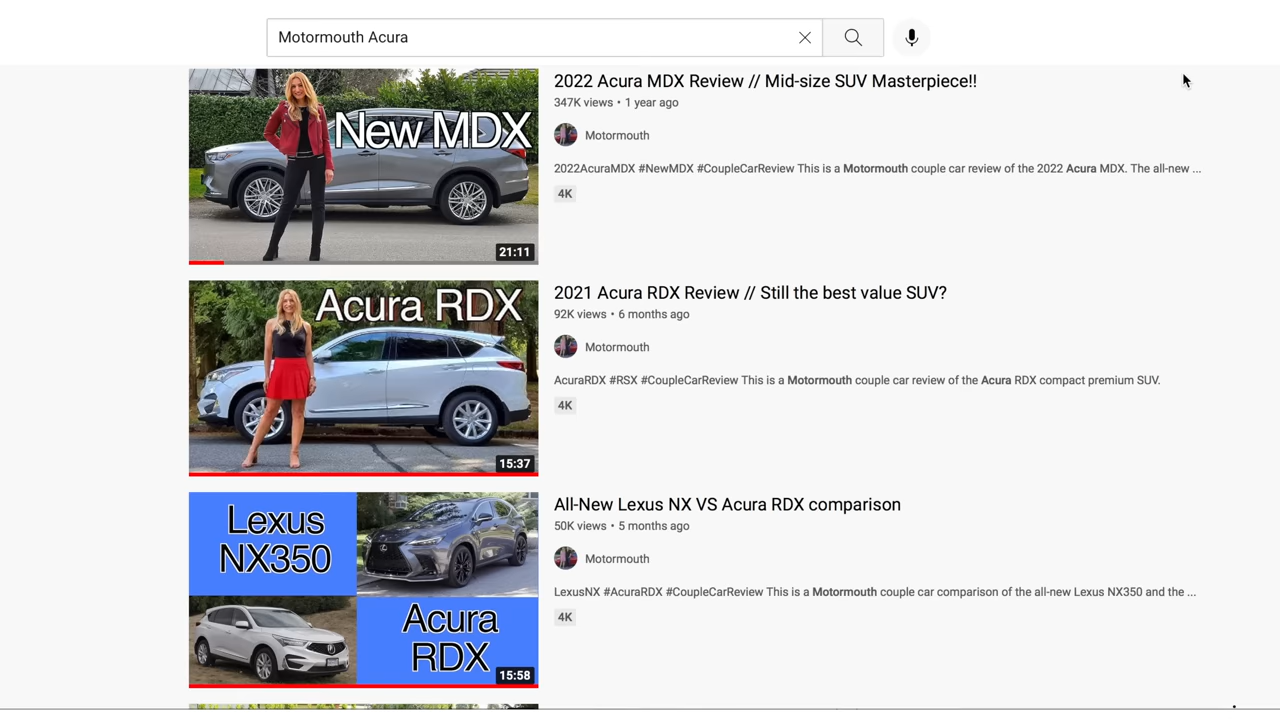 Motormouth Acura
New MDX
21:11
2022 Acura MDX Review // Mid-size SUV Masterpiece!!
347K views • 1 year ago
Motormouth
2022AcuraMDX #NewMDX #CoupleCarReview This is a Motormouth couple car review of the 2022 Acura MDX. The all-new ...
4K
Acura RDX
15:37
2021 Acura RDX Review // Still the best value SUV?
92K views • 6 months ago
Motormouth
AcuraRDX #RSX #CoupleCarReview This is a Motormouth couple car review of the Acura RDX compact premium SUV.
4K
Lexus
NX350
Acura
RDX
15:58
All-New Lexus NX VS Acura RDX comparison
50K views • 5 months ago
Motormouth
LexusNX #AcuraRDX #CoupleCarReview This is a Motormouth couple car comparison of the all-new Lexus NX350 and the ...
4K